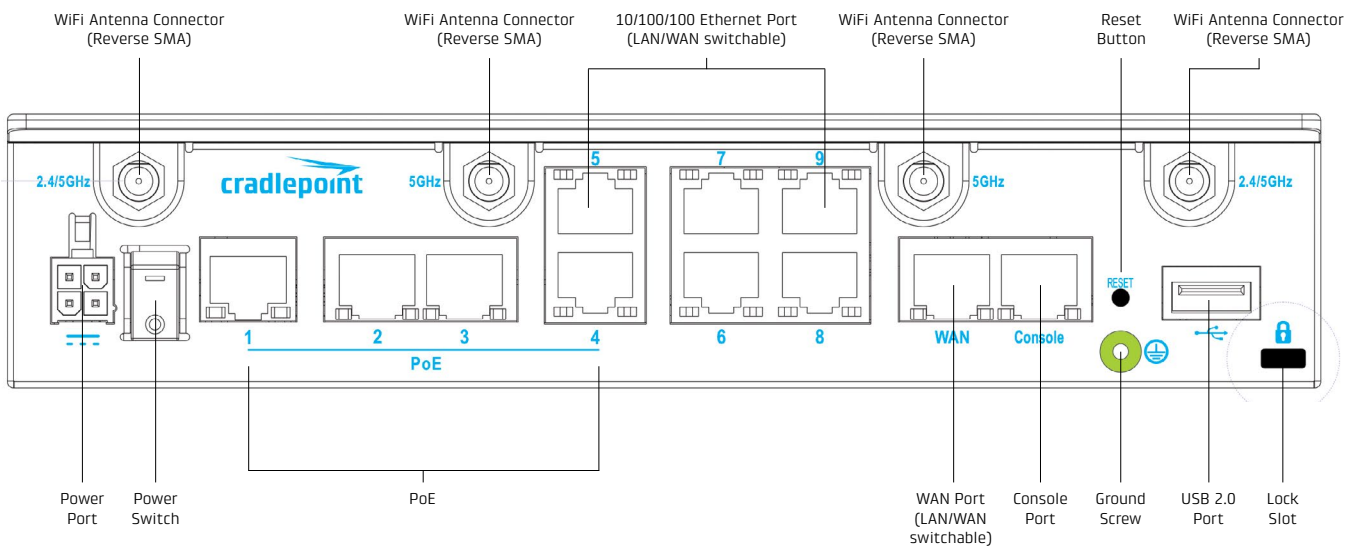 WiFi Antenna Connector
(Reverse SMA)
WiFi Antenna Connector
(Reverse SMA)
10/100/100 Ethernet Port
(LAN/WAN switchable)
WiFi Antenna Connector
(Reverse SMA)
Reset
Button
WiFi Antenna Connector
(Reverse SMA)
2.4/5GHz
cradlepoint
5GHz
5
7
9
5GHz
2.4/5GHz
RESET
1
2
3
4
6
8
WAN
Console
PoE
Power
Port
Power
Switch
PoE
WAN Port
(LAN/WAN
switchable)
Console
Port
Ground
Screw
USB 2.0
Port
Lock
Slot